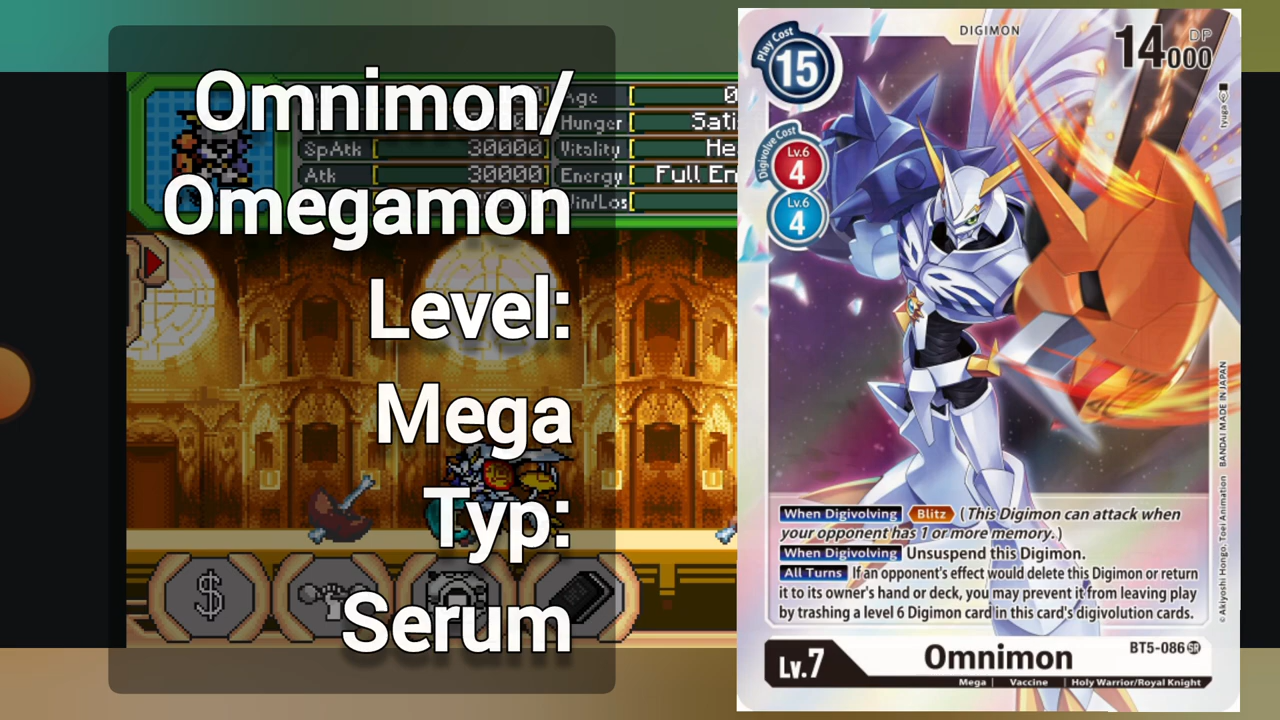 Omnimon/
Omegamon
Level:
Mega
Typ:
Serum
Age [ 0
Hunger [ Sati
SpAtk [ 30000] Vitality [ He
Atk [ 30000] Energy [ Full En
Win/Los[
$
DIGIMON
Play Cost
15
14000
DP
Digivolve Cost
Lv.6
4
Lv.6
4
tyuga
When Digivolving Blitz (This Digimon can attack when
your opponent has 1 or more memory.)
When Digivolving Unsuspend this Digimon.
All Turns If an opponent's effect would delete this Digimon or return
it to its owner's hand or deck, you may prevent it from leaving play
by trashing a level 6 Digimon card in this card's digivolution cards.
©Akiyoshi Hongo, Toei Animation BANDAI MADE IN JAPAN
Lv.7
Omnimon
BT5-086 SR
Mega | Vaccine | Holy Warrior/Royal Knight